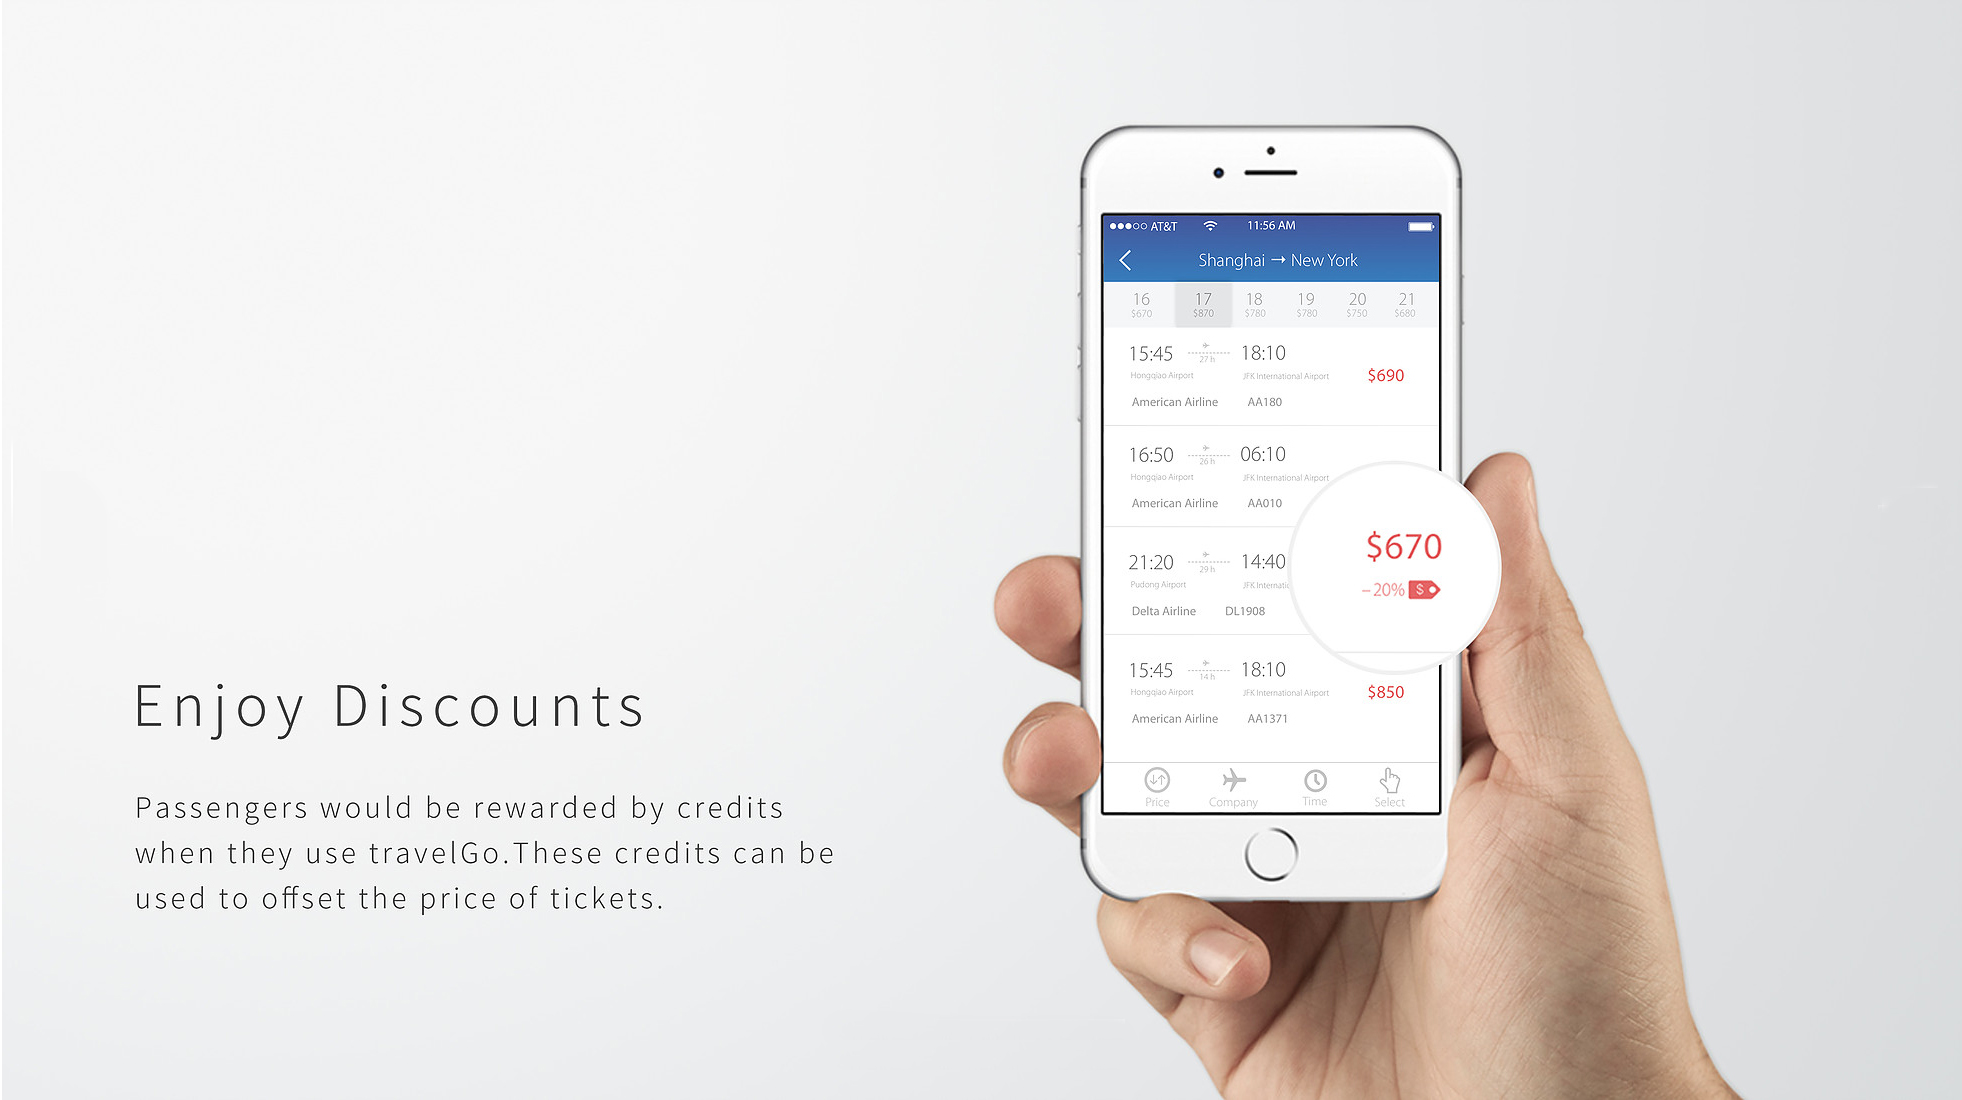 AT&T 11:56 AM
Shanghai → New York
16 17 18 19 20 21
$670 $870 $780 $780 $750 $680
15:45 18:10
27 h
Hongqiao Airport JFK International Airport
$690
American Airline AA180
16:50 06:10
26 h
Hongqiao Airport JFK International Airport
American Airline AA010
$670
21:20 14:40
29 h
Pudong Airport JFK Internatio
-20% $
Delta Airline DL1908
15:45 18:10
14 h
Hongqiao Airport JFK International Airport
$850
American Airline AA1371
Price Company Time Select
Enjoy Discounts
Passengers would be rewarded by credits
when they use travelGo.These credits can be
used to offset the price of tickets.